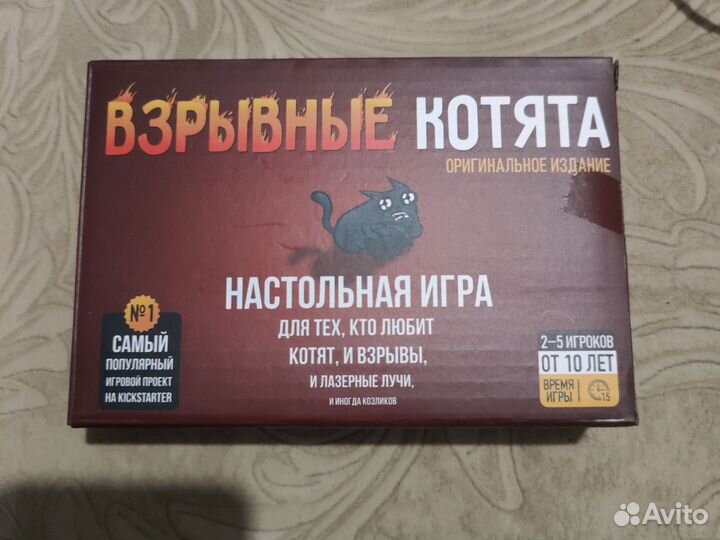 ВЗРЫВНЫЕ КОТЯТА
ОРИГИНАЛЬНОЕ ИЗДАНИЕ
НАСТОЛЬНАЯ ИГРА
ДЛЯ ТЕХ, КТО ЛЮБИТ
КОТЯТ, И ВЗРЫВЫ,
И ЛАЗЕРНЫЕ ЛУЧИ,
И ИНОГДА КОЗЛИКОВ
№1
САМЫЙ
ПОПУЛЯРНЫЙ
ИГРОВОЙ ПРОЕКТ
НА KICKSTARTER
2–5 ИГРОКОВ
ОТ 10 ЛЕТ
ВРЕМЯ
ИГРЫ
15
Avito